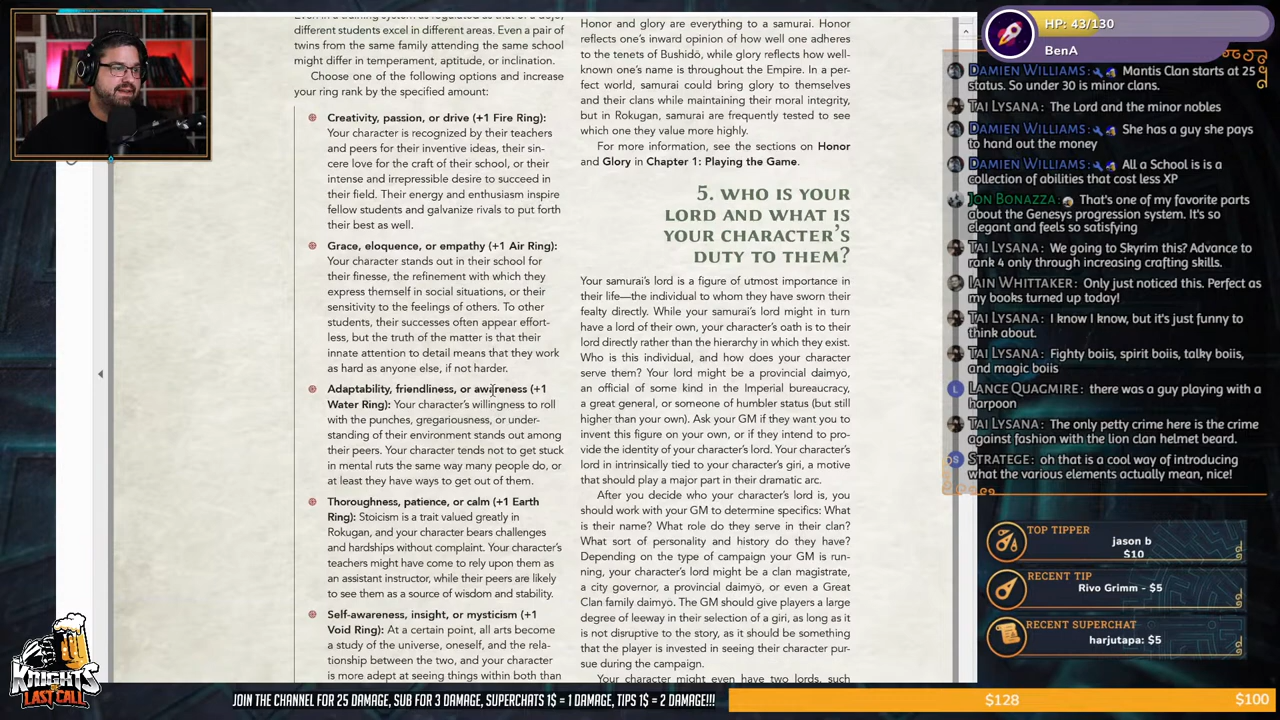 Even in a training system as regulated as that of a dojo,
different students excel in different areas. Even a pair of
twins from the same family attending the same school
might differ in temperament, aptitude, or inclination.
Choose one of the following options and increase
your ring rank by the specified amount:
Creativity, passion, or drive (+1 Fire Ring):
Your character is recognized by their teachers
and peers for their inventive ideas, their sin-
cere love for the craft of their school, or their
intense and irrepressible desire to succeed in
their field. Their energy and enthusiasm inspire
fellow students and galvanize rivals to put forth
their best as well.
Grace, eloquence, or empathy (+1 Air Ring):
Your character stands out in their school for
their finesse, the refinement with which they
express themself in social situations, or their
sensitivity to the feelings of others. To other
students, their successes often appear effort-
less, but the truth of the matter is that their
innate attention to detail means that they work
as hard as anyone else, if not harder.
Adaptability, friendliness, or awareness (+1
Water Ring): Your character's willingness to roll
with the punches, gregariousness, or under-
standing of their environment stands out among
their peers. Your character tends not to get stuck
in mental ruts the same way many people do, or
at least they have ways to get out of them.
Thoroughness, patience, or calm (+1 Earth
Ring): Stoicism is a trait valued greatly in
Rokugan, and your character bears challenges
and hardships without complaint. Your character's
teachers might have come to rely upon them as
an assistant instructor, while their peers are likely
to see them as a source of wisdom and stability.
Self-awareness, insight, or mysticism (+1
Void Ring): At a certain point, all arts become
a study of the universe, oneself, and the rela-
tionship between the two, and your character
is more adept at seeing things within both than
Honor and glory are everything to a samurai. Honor
reflects one's inward opinion of how well one adheres
to the tenets of Bushidō, while glory reflects how well-
known one's name is throughout the Empire. In a per-
fect world, samurai could bring glory to themselves
and their clans while maintaining their moral integrity,
but in Rokugan, samurai are frequently tested to see
which one they value more highly.
For more information, see the sections on Honor
and Glory in Chapter 1: Playing the Game.
5. WHO IS YOUR
LORD AND WHAT IS
YOUR CHARACTER'S
DUTY TO THEM?
Your samurai's lord is a figure of utmost importance in
their life—the individual to whom they have sworn their
fealty directly. While your samurai's lord might in turn
have a lord of their own, your character's oath is to their
lord directly rather than the hierarchy in which they exist.
Who is this individual, and how does your character
serve them? Your lord might be a provincial daimyo,
an official of some kind in the Imperial bureaucracy,
a great general, or someone of humbler status (but still
higher than your own). Ask your GM if they want you to
invent this figure on your own, or if they intend to pro-
vide the identity of your character's lord. Your character's
lord in intrinsically tied to your character's giri, a motive
that should play a major part in their dramatic arc.
After you decide who your character's lord is, you
should work with your GM to determine specifics: What
is their name? What role do they serve in their clan?
What sort of personality and history do they have?
Depending on the type of campaign your GM is run-
ning, your character's lord might be a clan magistrate,
a city governor, a provincial daimyō, or even a Great
Clan family daimyo. The GM should give players a large
degree of leeway in their selection of a giri, as long as it
is not disruptive to the story, as it should be something
that the player is invested in seeing their character pur-
sue during the campaign.
Your character might even have two lords, such
HP: 43/130
BenA
DAMIEN WILLIAMS: Mantis Clan starts at 25
status. So under 30 is minor clans.
TAI LYSANA: The Lord and the minor nobles
DAMIEN WILLIAMS: She has a guy she pays
to hand out the money
DAMIEN WILLIAMS: All a School is is a
collection of abilities that cost less XP
JON BONAZZA: That's one of my favorite parts
about the Genesys progression system. It's so
elegant and feels so satisfying
TAI LYSANA: We going to Skyrim this? Advance to
rank 4 only through increasing crafting skills.
IAIN WHITTAKER: Only just noticed this. Perfect as
my books turned up today!
TAI LYSANA: I know I know, but it's just funny to
think about.
TAI LYSANA: Fighty boiis, spirit boiis, talky boiis,
and magic boiis
L LANCE QUAGMIRE: there was a guy playing with a
harpoon
TAI LYSANA: The only petty crime here is the crime
against fashion with the lion clan helmet beard.
STRATEGE: oh that is a cool way of introducing
what the various elements actually mean, nice!
TOP TIPPER
jason b
$10
RECENT TIP
Rivo Grimm - $5
RECENT SUPERCHAT
harjutapa: $5
KNIGHTS
OF
LAST CALL
JOIN THE CHANNEL FOR 25 DAMAGE, SUB FOR 3 DAMAGE, SUPERCHATS 1$ = 1 DAMAGE, TIPS 1$ = 2 DAMAGE!!!
$128
$100